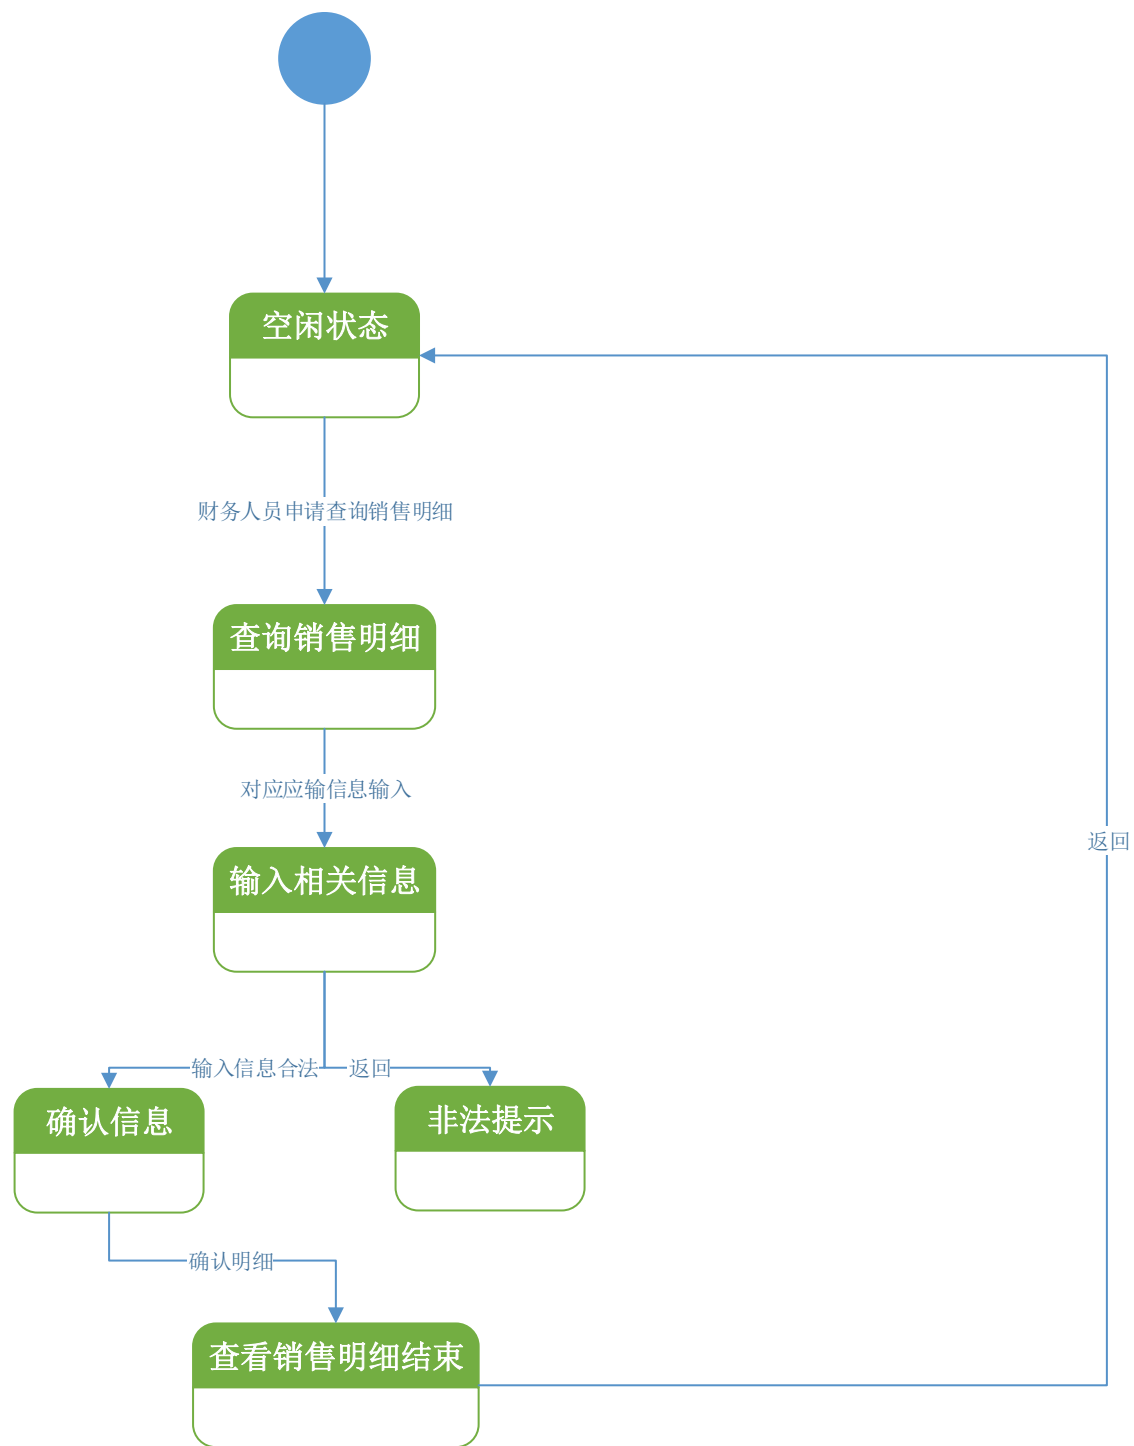 空闲状态
财务人员申请查询销售明细
查询销售明细
对应应输信息输入
返回
输入相关信息
输入信息合法
返回
确认信息
非法提示
确认明细
查看销售明细结束